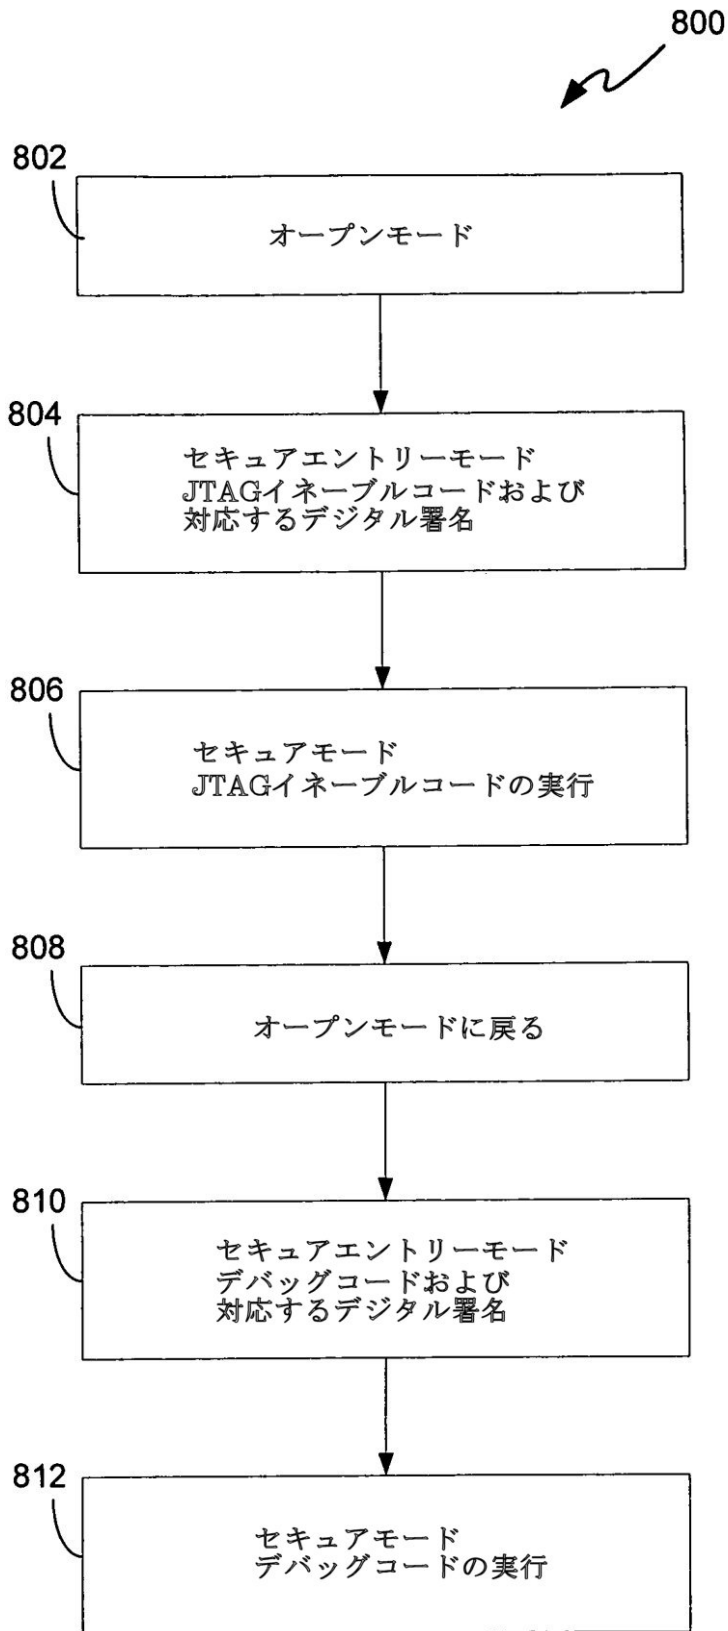 800
802
オープンモード
804
セキュアエントリーモード
JTAGイネーブルコードおよび
対応するデジタル署名
806
セキュアモード
JTAGイネーブルコードの実行
808
オープンモードに戻る
810
セキュアエントリーモード
デバッグコードおよび
対応するデジタル署名
812
セキュアモード
デバッグコードの実行